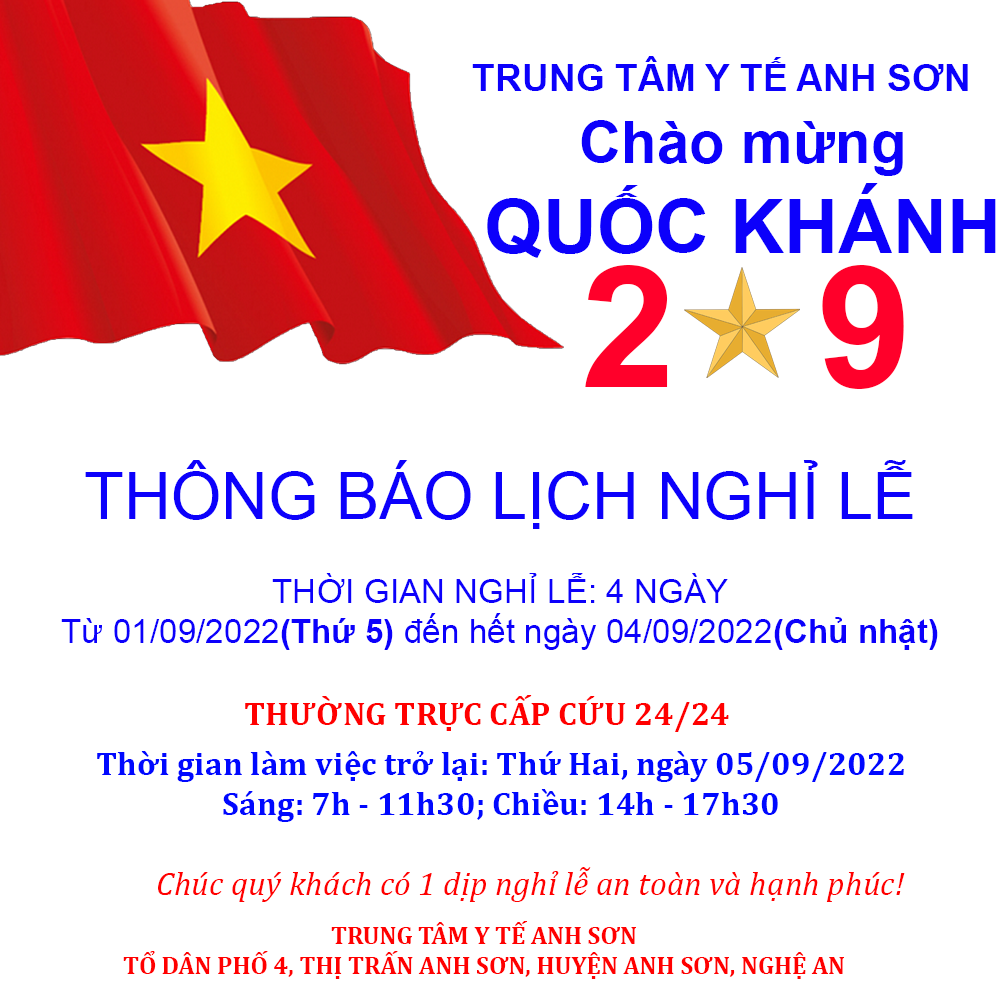 TRUNG TÂM Y TẾ ANH SƠN
Chào mừng
QUỐC KHÁNH
2 9
THÔNG BÁO LỊCH NGHỈ LỄ
THỜI GIAN NGHỈ LỄ: 4 NGÀY
Từ 01/09/2022(Thứ 5) đến hết ngày 04/09/2022(Chủ nhật)
THƯỜNG TRỰC CẤP CỨU 24/24
Thời gian làm việc trở lại: Thứ Hai, ngày 05/09/2022
Sáng: 7h - 11h30; Chiều: 14h - 17h30
Chúc quý khách có 1 dịp nghỉ lễ an toàn và hạnh phúc!
TRUNG TÂM Y TẾ ANH SƠN
TỔ DÂN PHỐ 4, THỊ TRẤN ANH SƠN, HUYỆN ANH SƠN, NGHỆ AN